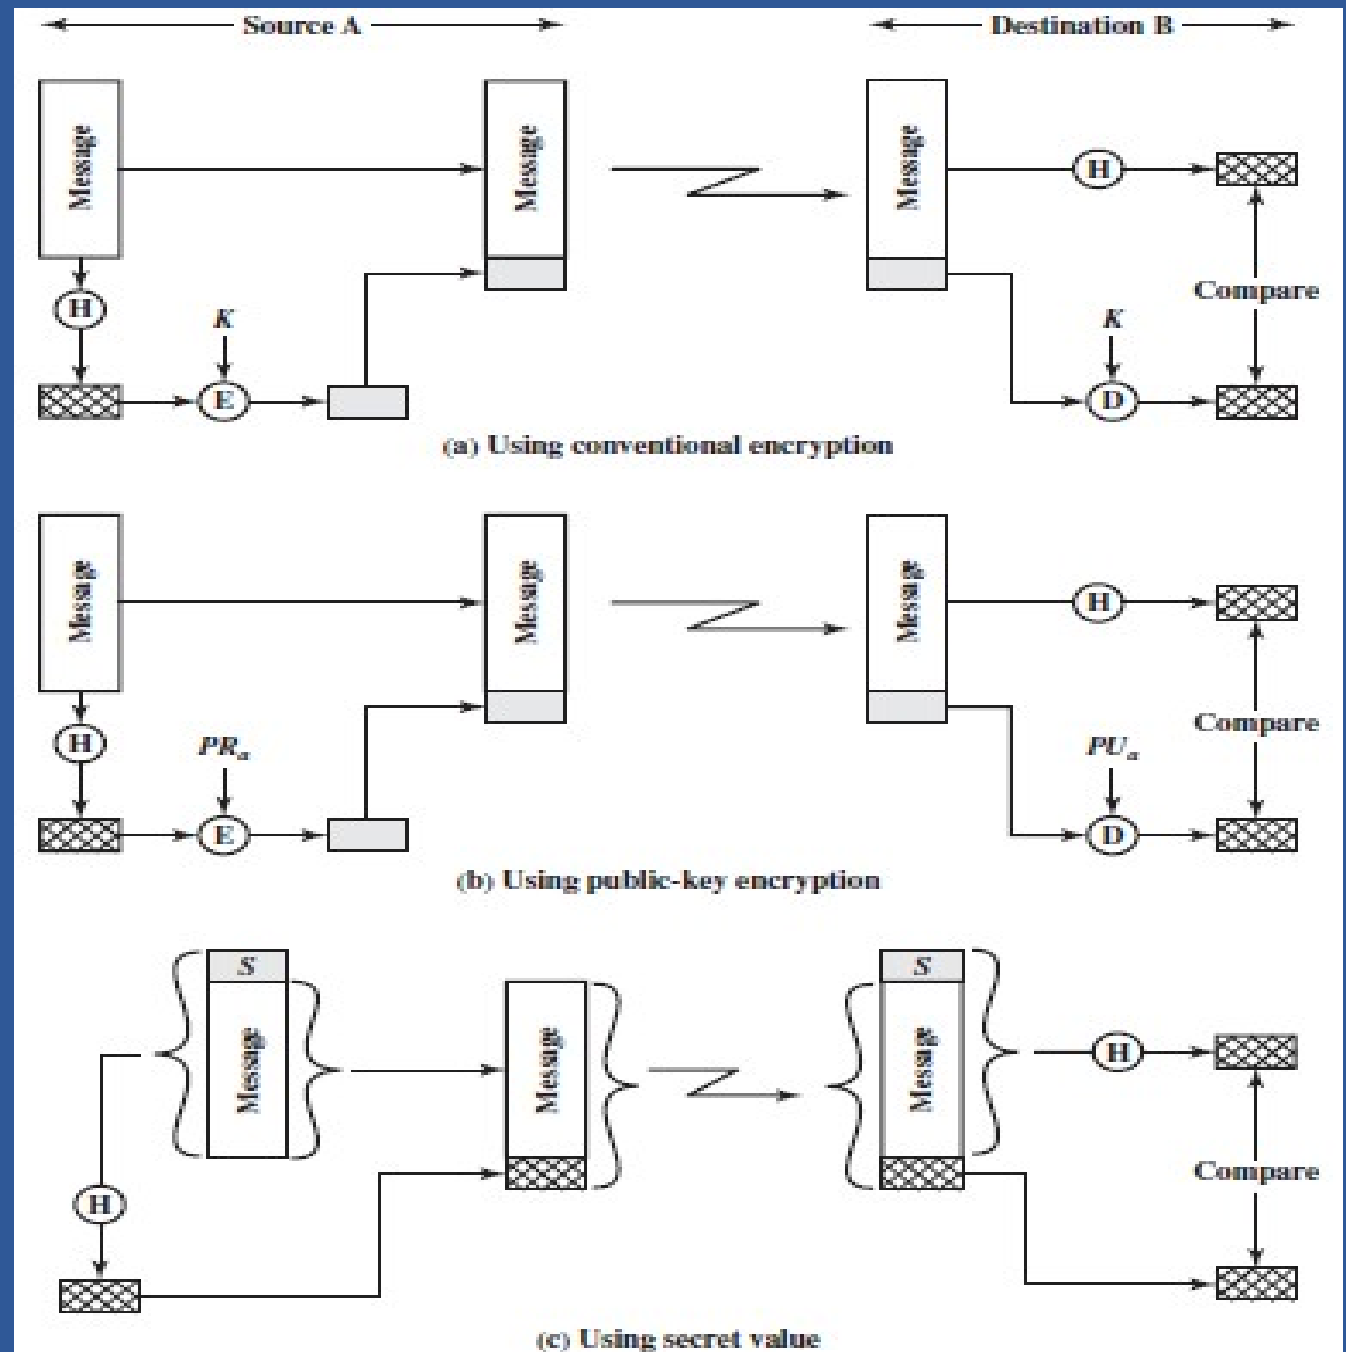 Source A Destination B
Message Message Message H
H K K Compare
E D
(a) Using conventional encryption
Message Message Message H
H PRa PUa Compare
E D
(b) Using public-key encryption
S S
Message Message Message H
H Compare
(c) Using secret value